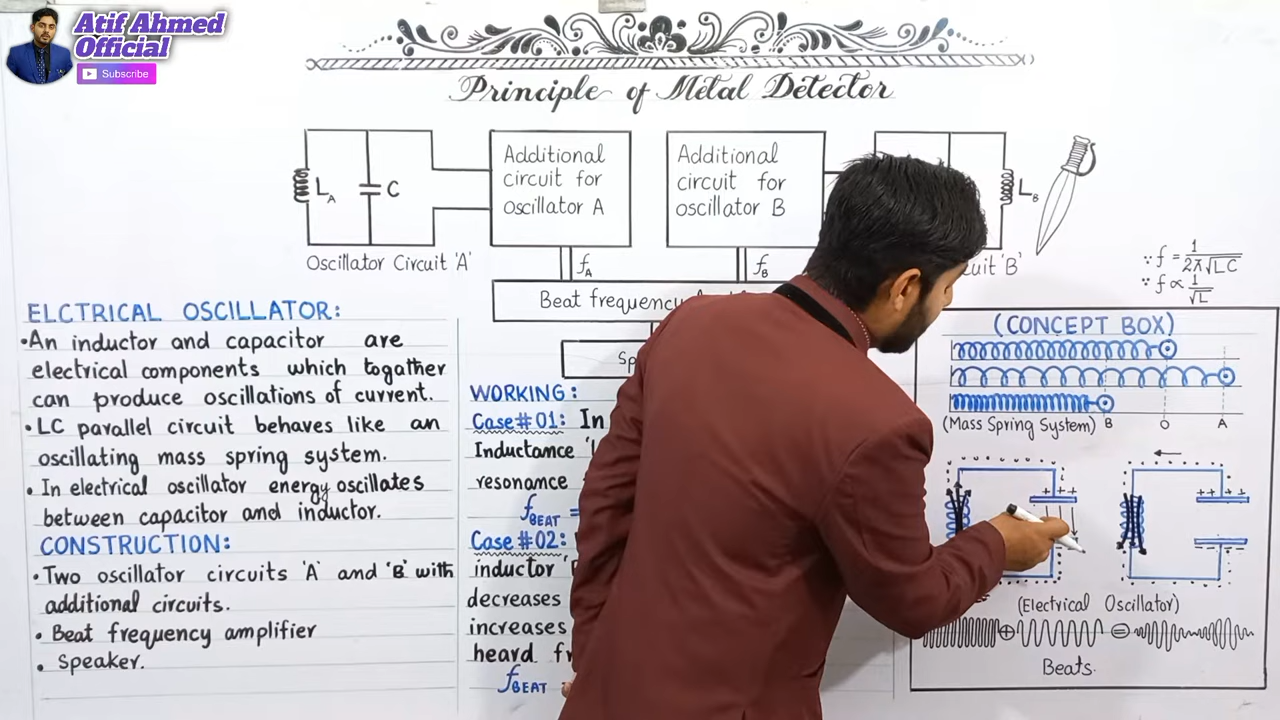 Atif Ahmed
Official
Subscribe
Principle of Metal Detector
Additional
circuit for
oscillator A
Additional
circuit for
oscillator B
LA
C
LB
Oscillator Circuit 'A'
fA
fB
cuit 'B'
∵ f = 1/2π√LC
∵ f ∝ 1/√L
Beat frequency
Sp
ELCTRICAL OSCILLATOR:
• An inductor and capacitor are
electrical components which togather
can produce oscillations of current.
• LC parallel circuit behaves like an
oscillating mass spring system.
• In electrical oscillator energy oscillates
between capacitor and inductor.
CONSTRUCTION:
• Two oscillator circuits 'A' and 'B' with
additional circuits.
• Beat frequency amplifier
• Speaker.
WORKING:
Case# 01: In
Inductance
resonance
fBEAT =
Case #02:
inductor
decreases
increases
heard
fBEAT
(CONCEPT BOX)
(Mass Spring System) B O A
+ + + +
+ + + +
(Electrical Oscillator)
⊕ ⊜
Beats.